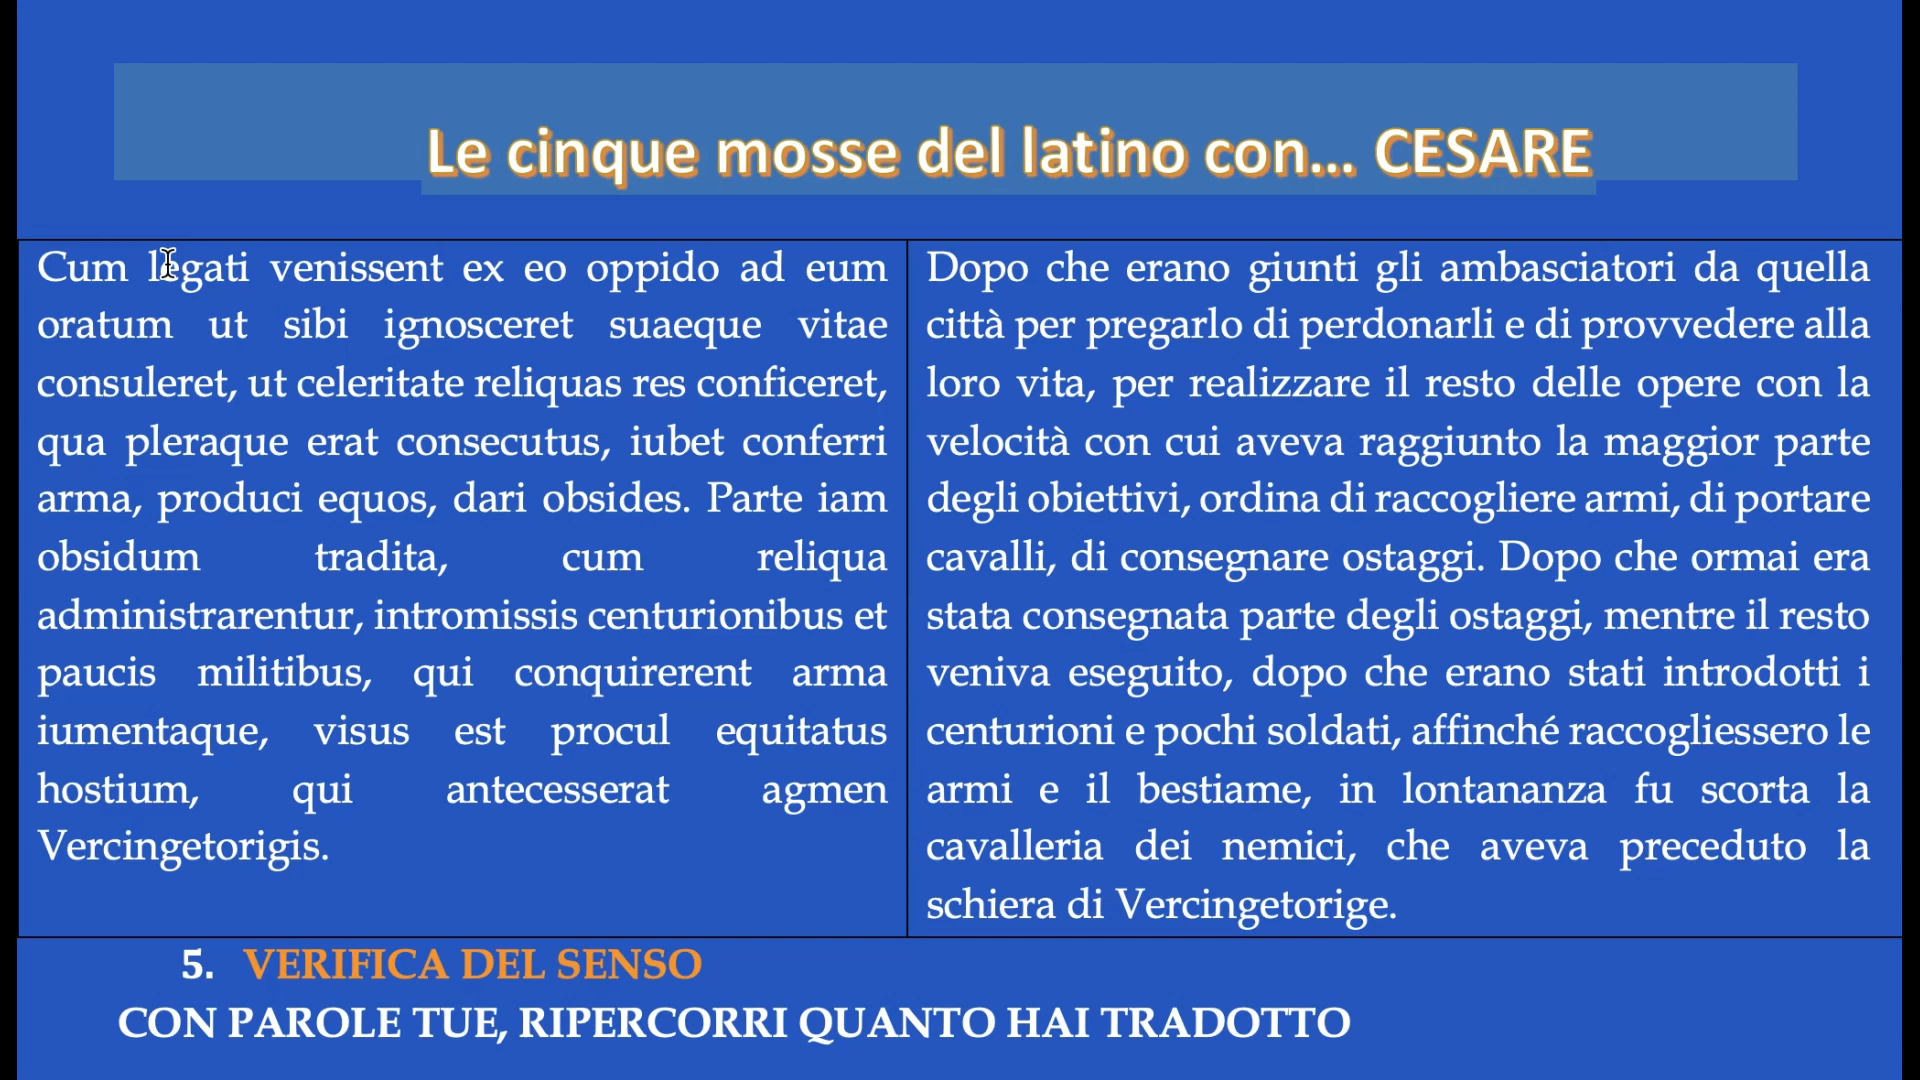 Le cinque mosse del latino con... CESARE
Cum legati venissent ex eo oppido ad eum
oratum ut sibi ignosceret suaeque vitae
consuleret, ut celeritate reliquas res conficeret,
qua pleraque erat consecutus, iubet conferri
arma, produci equos, dari obsides. Parte iam
obsidum tradita, cum reliqua
administrarentur, intromissis centurionibus et
paucis militibus, qui conquirerent arma
iumentaque, visus est procul equitatus
hostium, qui antecesserat agmen
Vercingetorigis.
Dopo che erano giunti gli ambasciatori da quella
città per pregarlo di perdonarli e di provvedere alla
loro vita, per realizzare il resto delle opere con la
velocità con cui aveva raggiunto la maggior parte
degli obiettivi, ordina di raccogliere armi, di portare
cavalli, di consegnare ostaggi. Dopo che ormai era
stata consegnata parte degli ostaggi, mentre il resto
veniva eseguito, dopo che erano stati introdotti i
centurioni e pochi soldati, affinché raccogliessero le
armi e il bestiame, in lontananza fu scorta la
cavalleria dei nemici, che aveva preceduto la
schiera di Vercingetorige.
5. VERIFICA DEL SENSO
CON PAROLE TUE, RIPERCORRI QUANTO HAI TRADOTTO